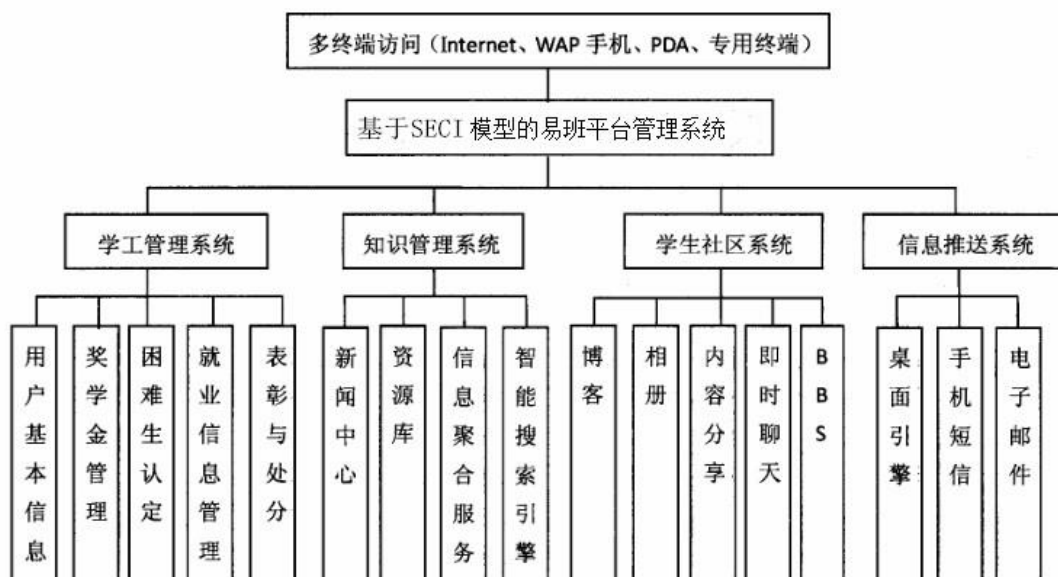 多终端访问（Internet、WAP 手机、PDA、专用终端）
基于SECI 模型的易班平台管理系统
学工管理系统
知识管理系统
学生社区系统
信息推送系统
用户基本信息
奖学金管理
困难生认定
就业信息管理
表彰与处分
新闻中心
资源库
信息聚合服务
智能搜索引擎
博客
相册
内容分享
即时聊天
BBS
桌面引擎
手机短信
电子邮件